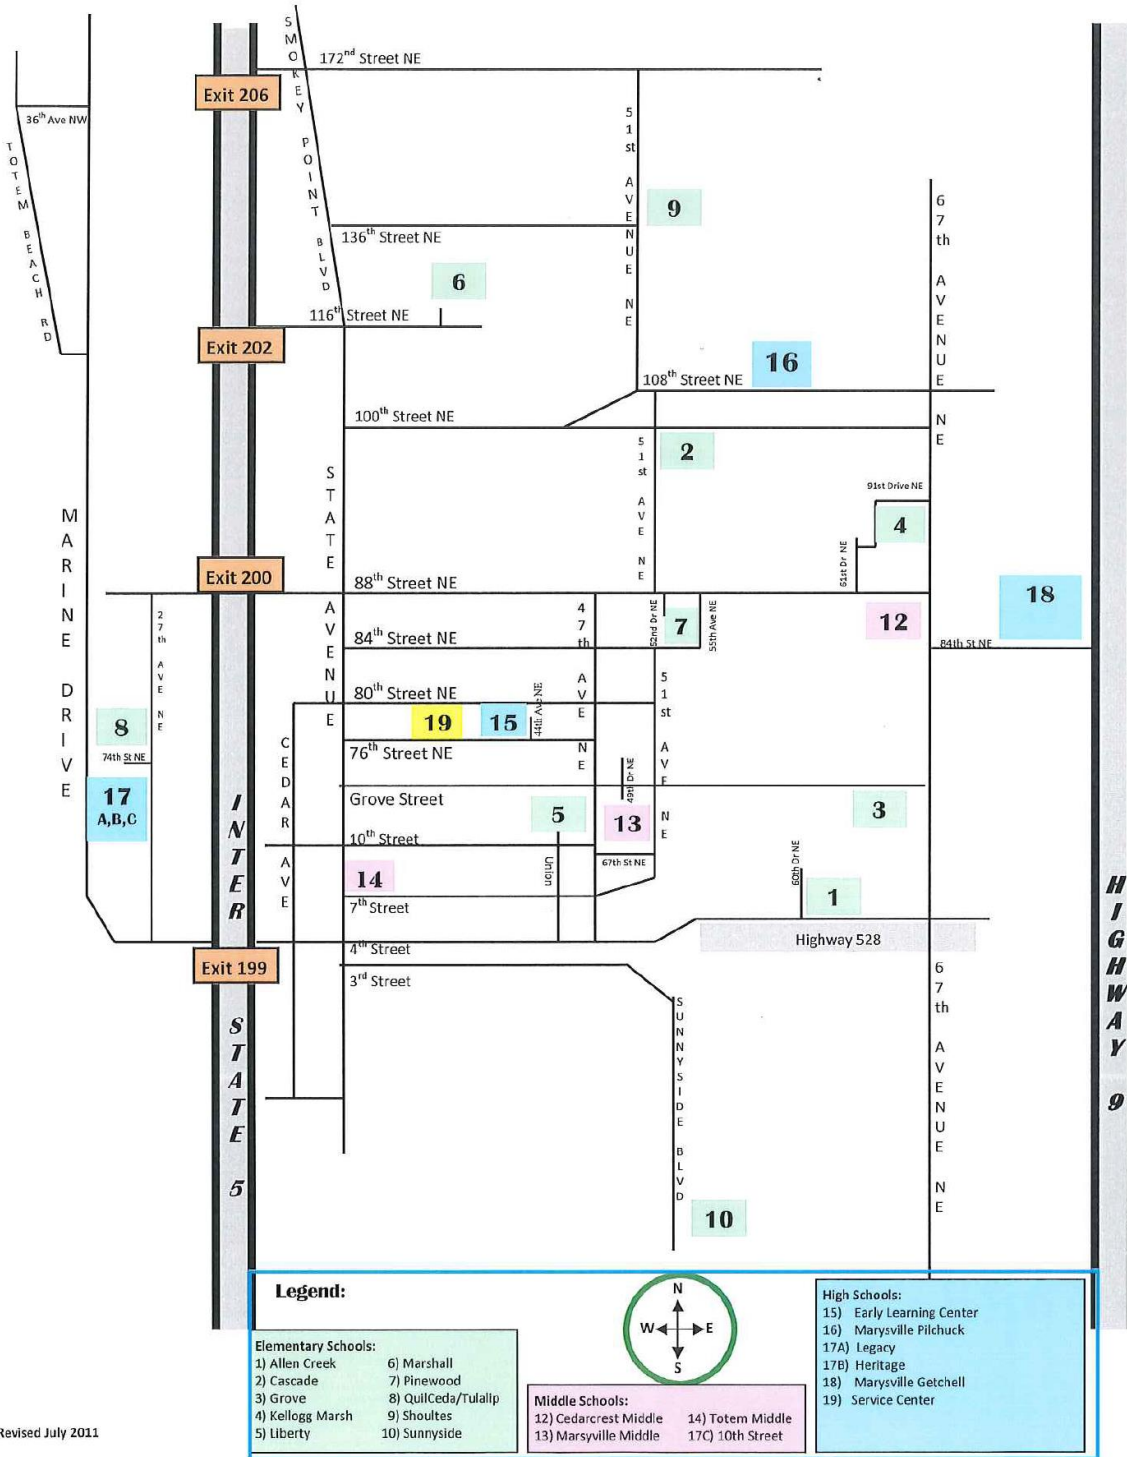 SMOKEY POINT BLVD
172nd Street NE
Exit 206
36th Ave NW
TOTEM BEACH RD
51st AVENUE NE
9
67th AVENUE NE
136th Street NE
6
116th Street NE
Exit 202
16
108th Street NE
100th Street NE
51st AVE NE
2
STATE AVENUE
91st Drive NE
4
61st Dr NE
MARINE DRIVE
Exit 200
88th Street NE
18
27th AVE NE
47th AVE NE
52nd Dr NE
7
55th Ave NE
12
84th Street NE
84th St NE
80th Street NE
51st AVE NE
8
19
15
44th Ave NE
CEDAR AVE
76th Street NE
74th St NE
49th Dr NE
17
A,B,C
INTER STATE 5
Grove Street
5
13
3
10th Street
Union
67th St NE
60th Dr NE
14
1
7th Street
HIGHWAY 9
Highway 528
4th Street
Exit 199
3rd Street
67th AVENUE NE
SUNNYSIDE BLVD
10
Legend:
N
W E
S
Elementary Schools:
1) Allen Creek 6) Marshall
2) Cascade 7) Pinewood
3) Grove 8) QuilCeda/Tulalip
4) Kellogg Marsh 9) Shoultes
5) Liberty 10) Sunnyside
Middle Schools:
12) Cedarcrest Middle 14) Totem Middle
13) Marsyville Middle 17C) 10th Street
High Schools:
15) Early Learning Center
16) Marysville Pilchuck
17A) Legacy
17B) Heritage
18) Marysville Getchell
19) Service Center
Revised July 2011